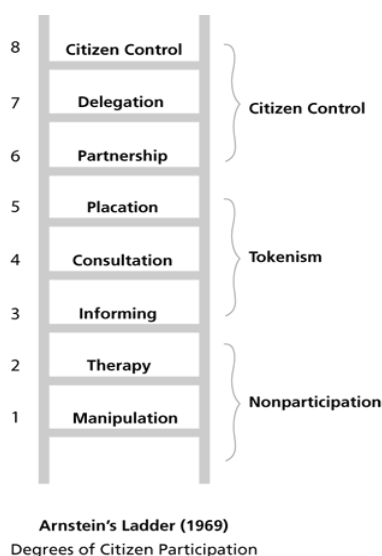 8 Citizen Control
7 Delegation
Citizen Control
6 Partnership
5 Placation
4 Consultation
Tokenism
3 Informing
2 Therapy
Nonparticipation
1 Manipulation
Arnstein's Ladder (1969)
Degrees of Citizen Participation